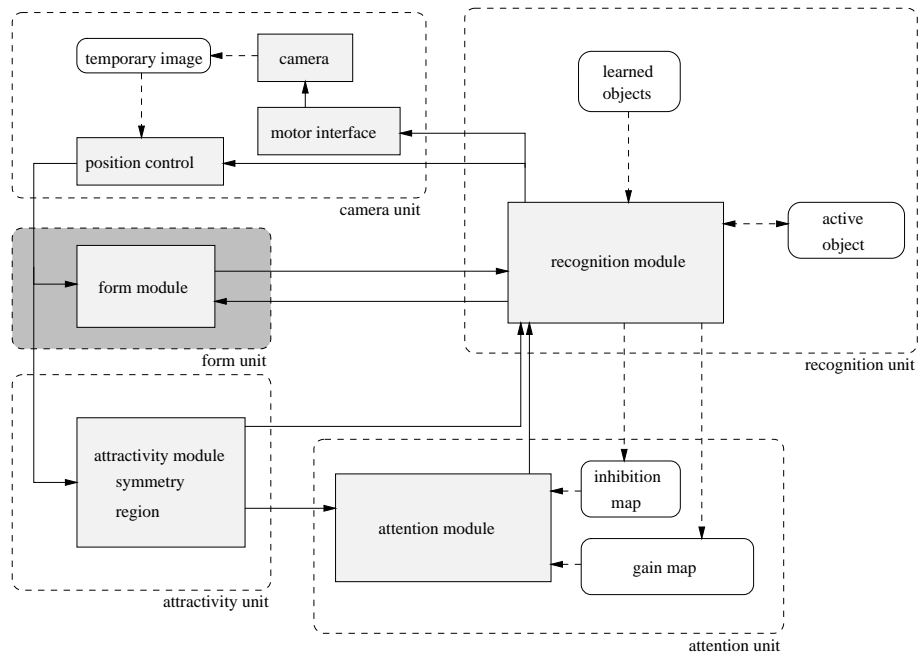 temporary image
camera
learned
objects
motor interface
position control
camera unit
active
object
recognition module
form module
form unit
recognition unit
attractivity module
symmetry
region
inhibition
map
attention module
gain map
attractivity unit
attention unit